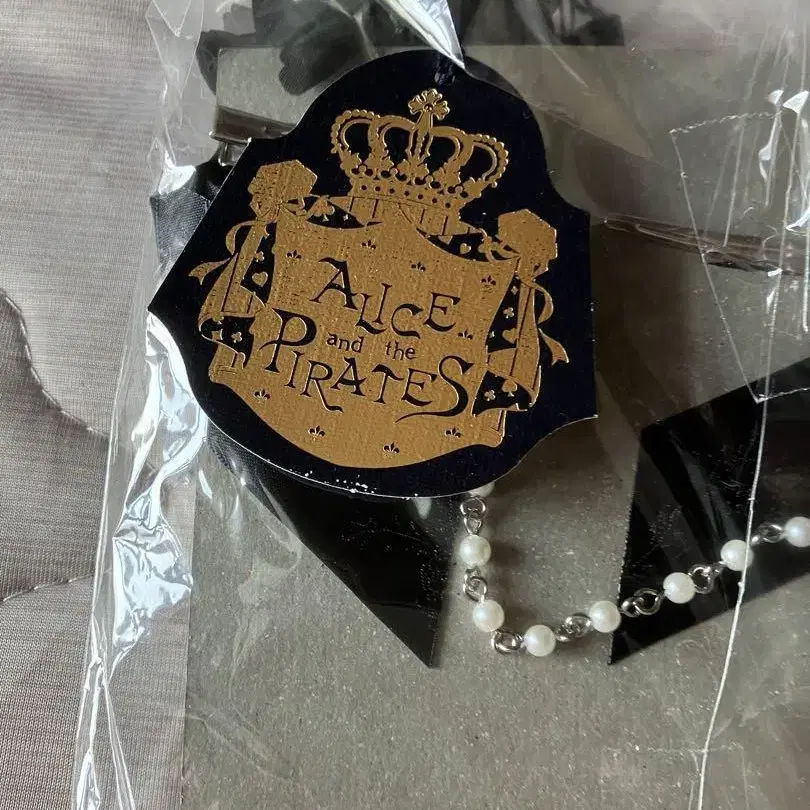 ALICE
and the
PIRATES